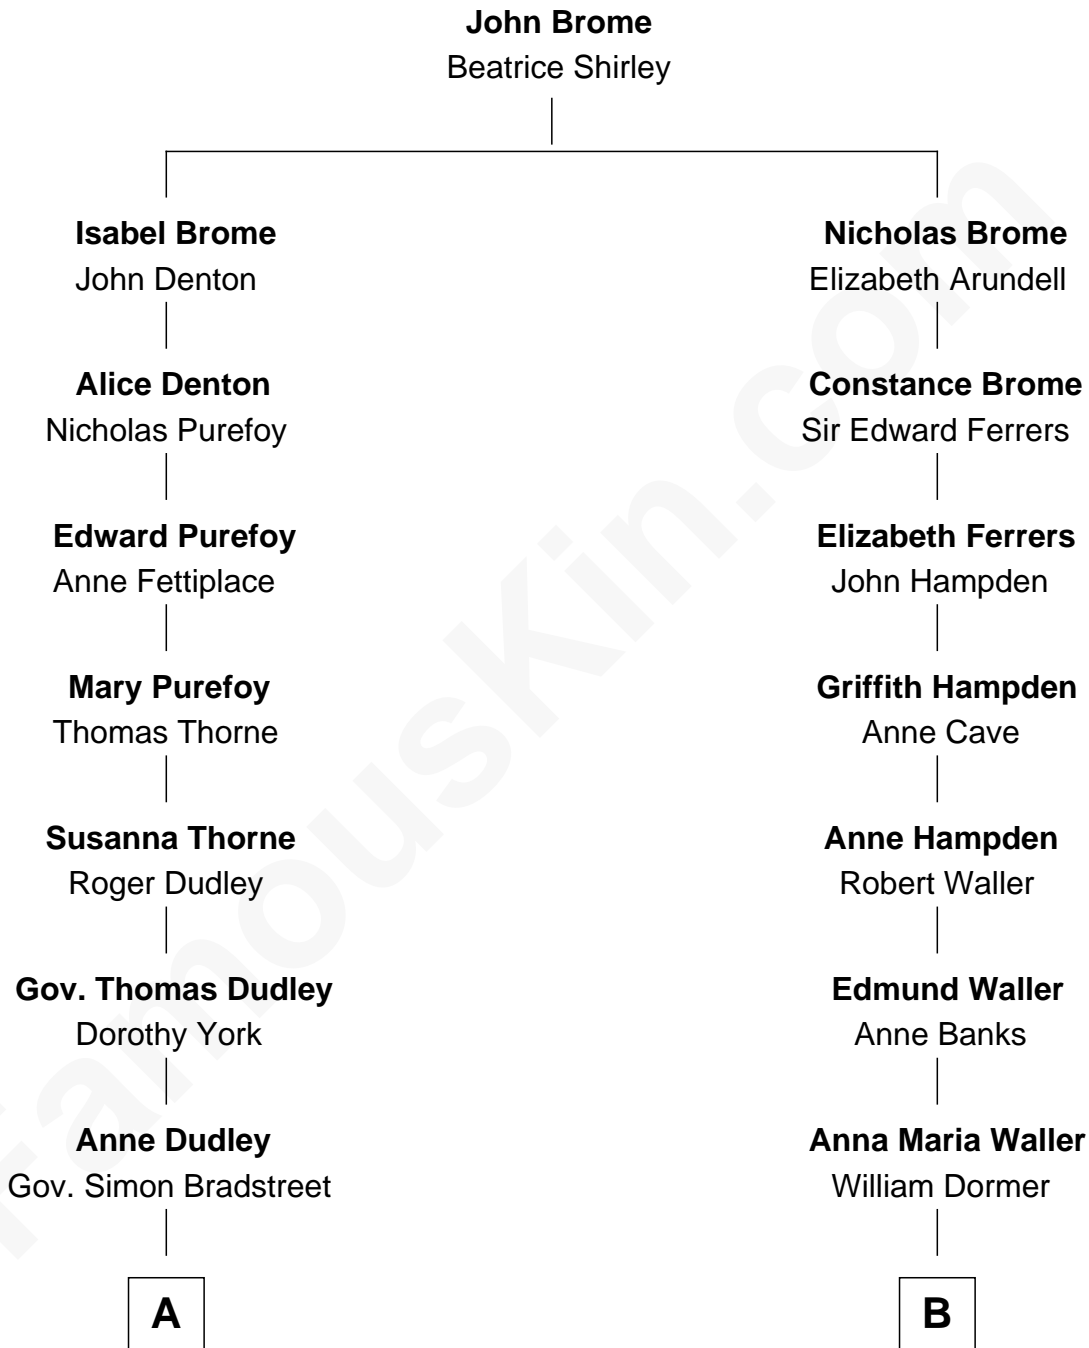 John Brome
Beatrice Shirley
Isabel Brome
John Denton
Nicholas Brome
Elizabeth Arundell
Alice Denton
Nicholas Purefoy
Constance Brome
Sir Edward Ferrers
Edward Purefoy
Anne Fettiplace
Elizabeth Ferrers
John Hampden
Mary Purefoy
Thomas Thorne
Griffith Hampden
Anne Cave
Susanna Thorne
Roger Dudley
Anne Hampden
Robert Waller
Gov. Thomas Dudley
Dorothy York
Edmund Waller
Anne Banks
Anne Dudley
Gov. Simon Bradstreet
Anna Maria Waller
William Dormer
A
B
FamousKin.com